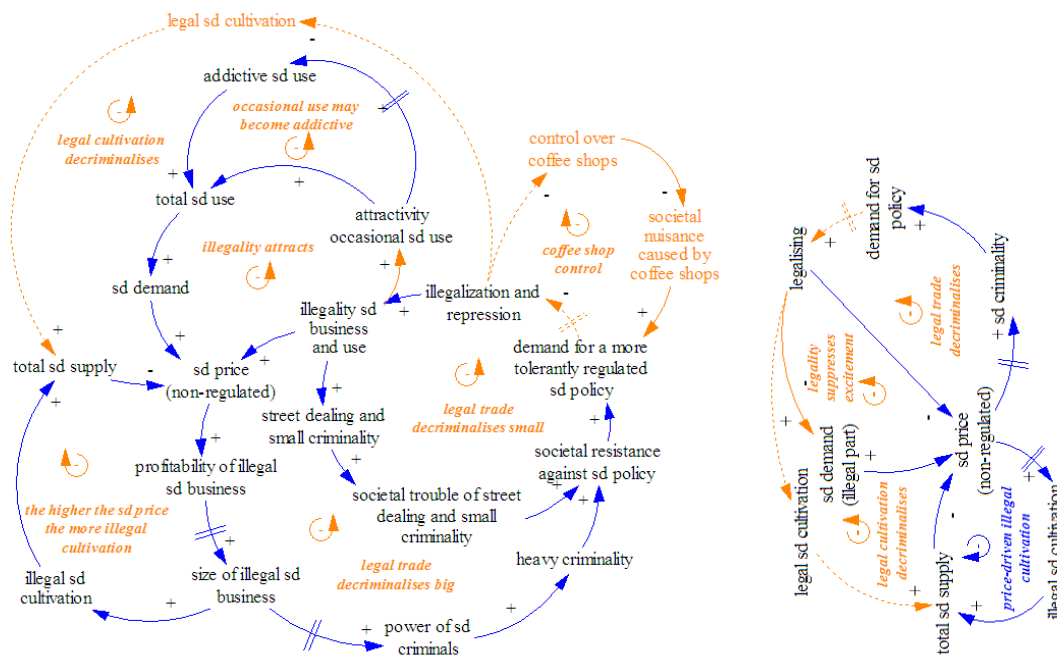 legal sd cultivation
-
addictive sd use
+
occasional use may
become addictive
-
legal cultivation
decriminalises
-
+
+
total sd use
attractivity
occasional sd use
control over
coffee shops
-
-
societal
nuisance
caused by
coffee shops
coffee shop
control
-
illegality attracts
-
+
sd demand
+
+
illegality sd
business
and use
+
illegalization and
repression
-
+
+
total sd supply
-
+
sd price
(non-regulated)
+
+
demand for a more
tolerantly regulated
sd policy
+
-
legal trade
decriminalises small
+
street dealing and
small criminality
+
+
profitability of illegal
sd business
+
societal resistance
against sd policy
-
the higher the sd price
the more illegal
cultivation
societal trouble of street
dealing and small
criminality
+
+
-
legal trade
decriminalises big
heavy criminality
+
illegal sd
cultivation
+
size of illegal sd
business
+
power of sd
criminals
+
demand for sd
policy
+
+
legalising
+ sd criminality
legal trade
decriminalises
-
-
legality
suppresses
excitement
-
+
-
sd demand
(illegal part)
+
sd price
(non-regulated)
+
legal sd cultivation
-
legal cultivation
decriminalises
-
-
price-driven illegal
cultivation
+
total sd supply
+
illegal sd cultivation